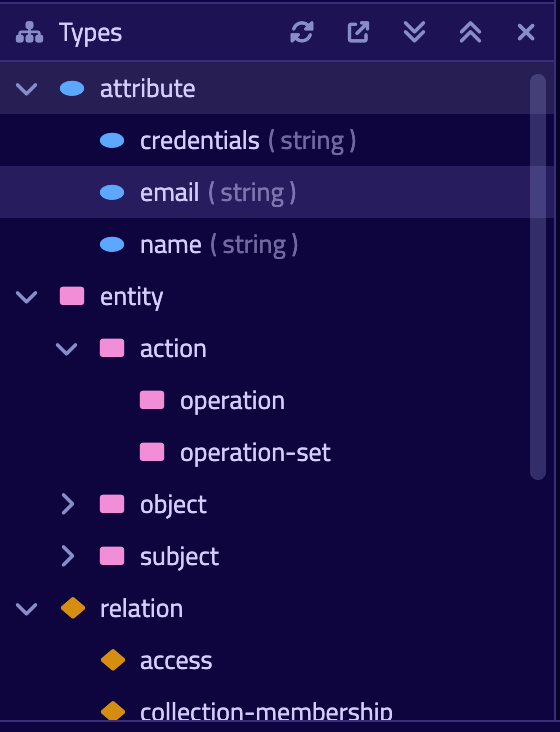 Types
attribute
credentials ( string )
email ( string )
name ( string )
entity
action
operation
operation-set
object
subject
relation
access
collection-membership